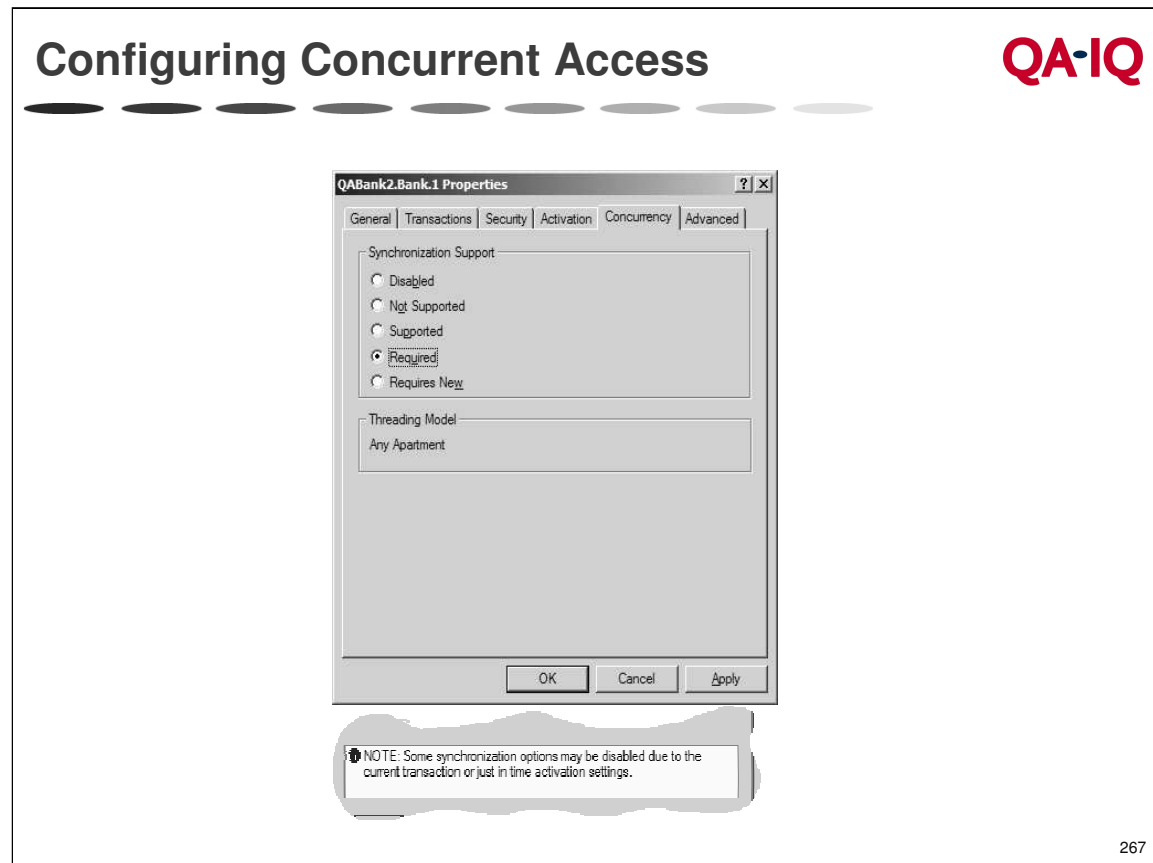 Configuring Concurrent Access
QA-IQ
QABank2.Bank.1 Properties
General Transactions Security Activation Concurrency Advanced
Synchronization Support
Disabled
Not Supported
Supported
Required
Requires New
Threading Model
Any Apartment
OK Cancel Apply
NOTE: Some synchronization options may be disabled due to the
current transaction or just in time activation settings.
267